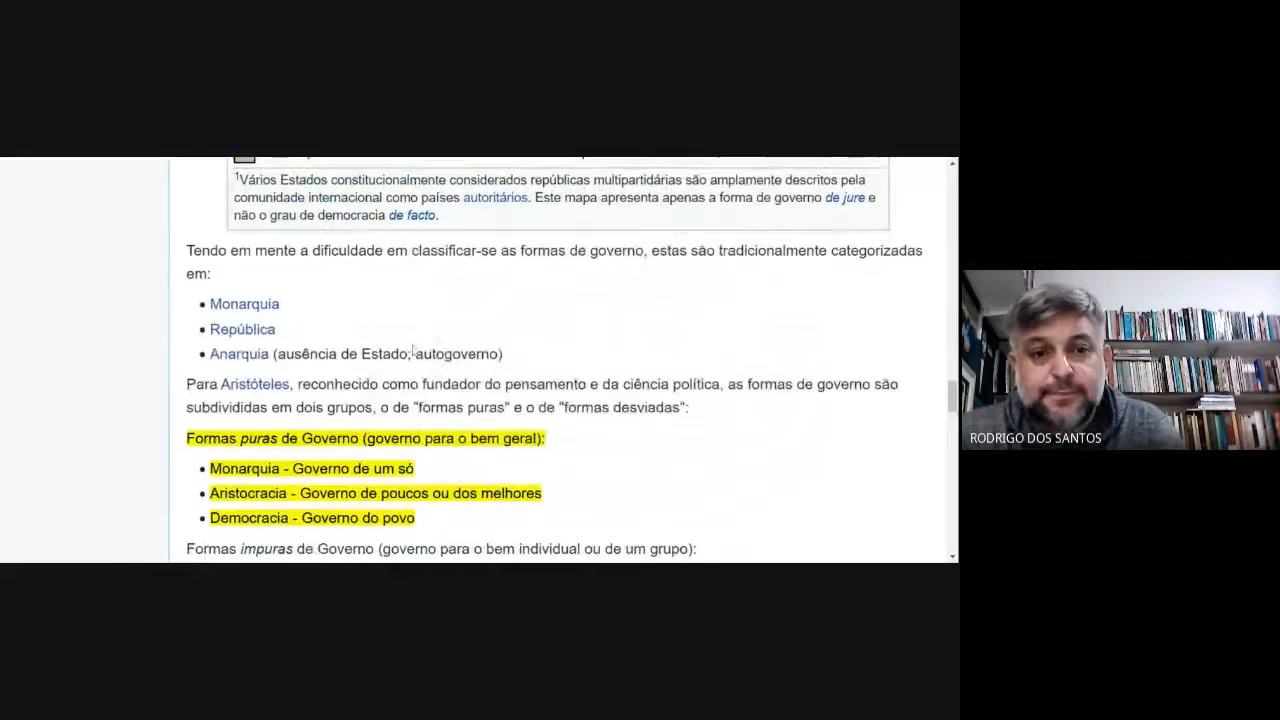 ¹Vários Estados constitucionalmente considerados repúblicas multipartidárias são amplamente descritos pela
comunidade internacional como países autoritários. Este mapa apresenta apenas a forma de governo de jure e
não o grau de democracia de facto.
Tendo em mente a dificuldade em classificar-se as formas de governo, estas são tradicionalmente categorizadas
em:
• Monarquia
• República
• Anarquia (ausência de Estado; autogoverno)
Para Aristóteles, reconhecido como fundador do pensamento e da ciência política, as formas de governo são
subdivididas em dois grupos, o de "formas puras" e o de "formas desviadas":
Formas puras de Governo (governo para o bem geral):
• Monarquia - Governo de um só
• Aristocracia - Governo de poucos ou dos melhores
• Democracia - Governo do povo
Formas impuras de Governo (governo para o bem individual ou de um grupo):
RODRIGO DOS SANTOS